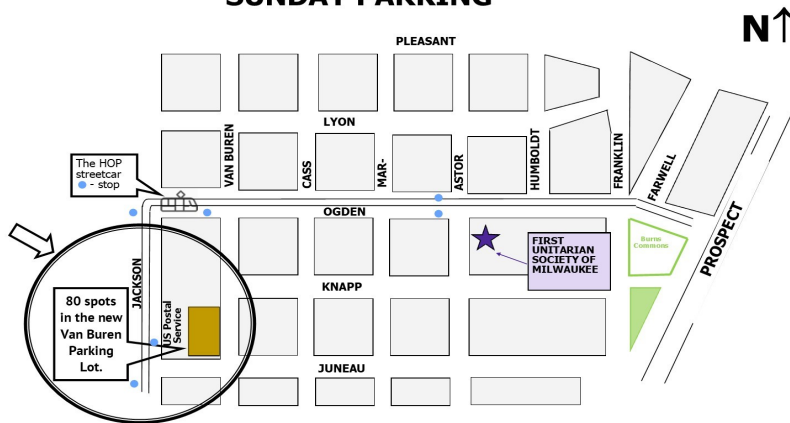 SUNDAY PARKING
N
PLEASANT
LYON
VAN BUREN
CASS
MAR-
ASTOR
HUMBOLDT
FRANKLIN
FARWELL
The HOP
streetcar
- stop
OGDEN
PROSPECT
Burns
Commons
FIRST
UNITARIAN
SOCIETY OF
MILWAUKEE
JACKSON
KNAPP
80 spots
in the new
Van Buren
Parking
Lot.
US Postal
Service
JUNEAU